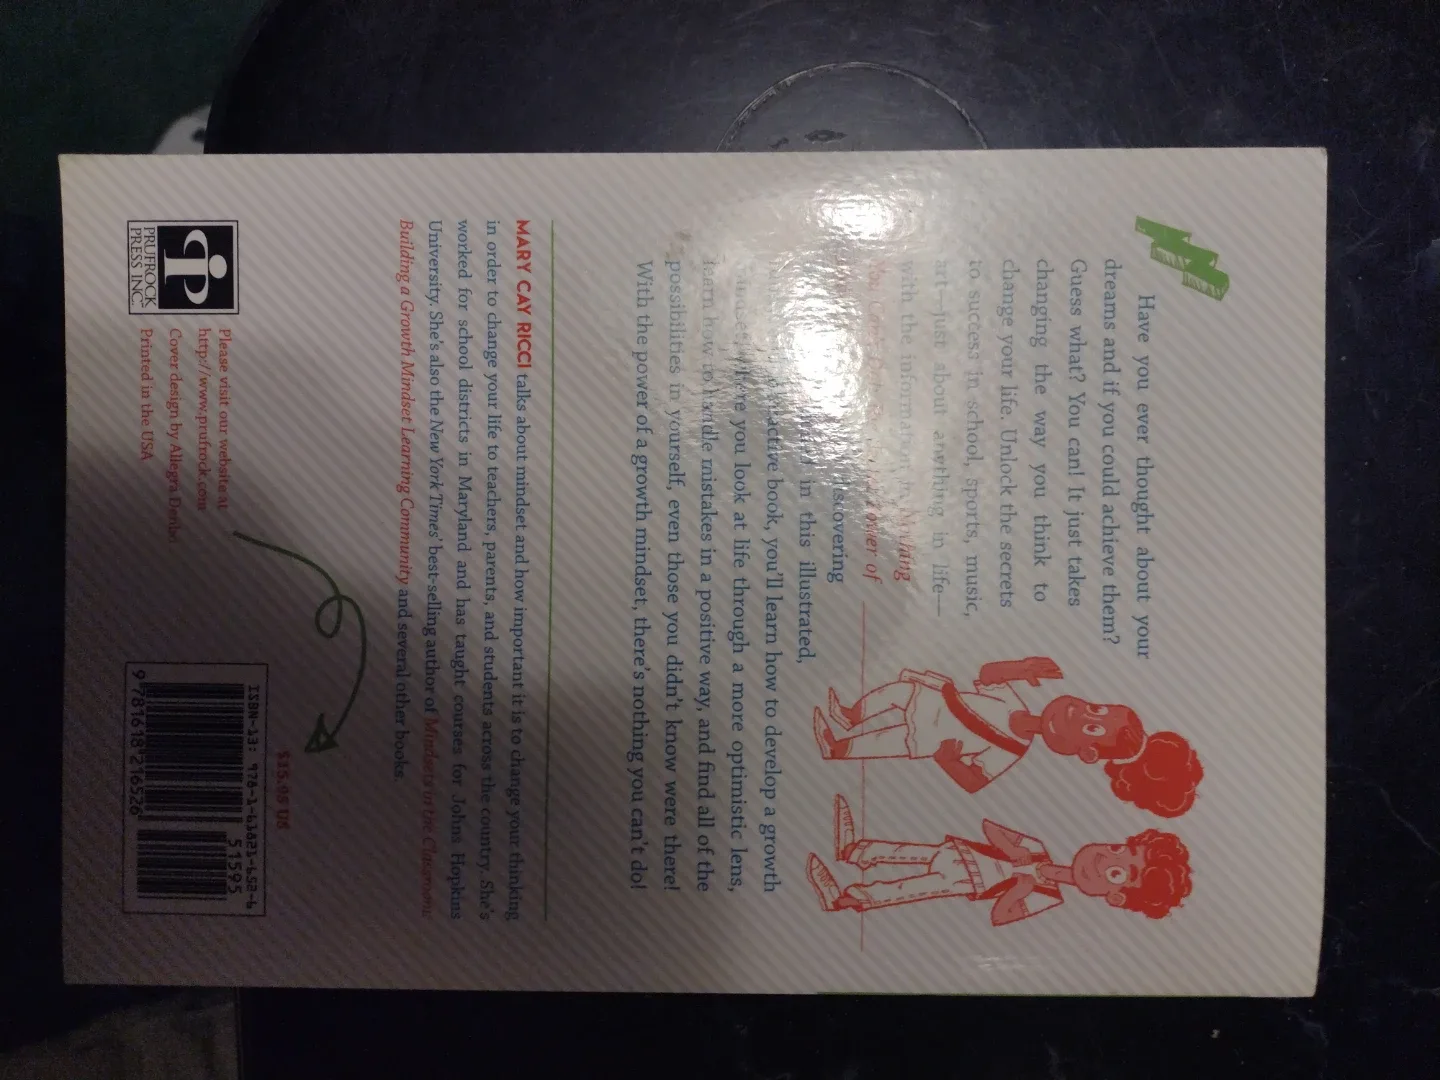 Have you ever thought about your
dreams and if you could achieve them?
Guess what? You can! It just takes
changing the way you think to
change your life. Unlock the secrets
to success in school, sports, music,
art—just about anything in life—
with the information in
Power of
discovering
in this illustrated,
book, you'll learn how to develop a growth
mindset, where you look at life through a more optimistic lens,
learn how to handle mistakes in a positive way, and find all of the
possibilities in yourself, even those you didn't know were there!
With the power of a growth mindset, there's nothing you can't do!
MARY CAY RICCI talks about mindset and how important it is to change your thinking
in order to change your life to teachers, parents, and students across the country. She's
worked for school districts in Maryland and has taught courses for Johns Hopkins
University. She's also the New York Times' best-selling author of Mindsets in the Classroom,
Building a Growth Mindset Learning Community and several other books.
PRUFROCK
PRESS INC.
Please visit our website at
http://www.prufrock.com
Cover design by Allegra Denbo
Printed in the USA
$15.95 US
ISBN-13: 978-1-61821-652-6
51595
9 781618 216526